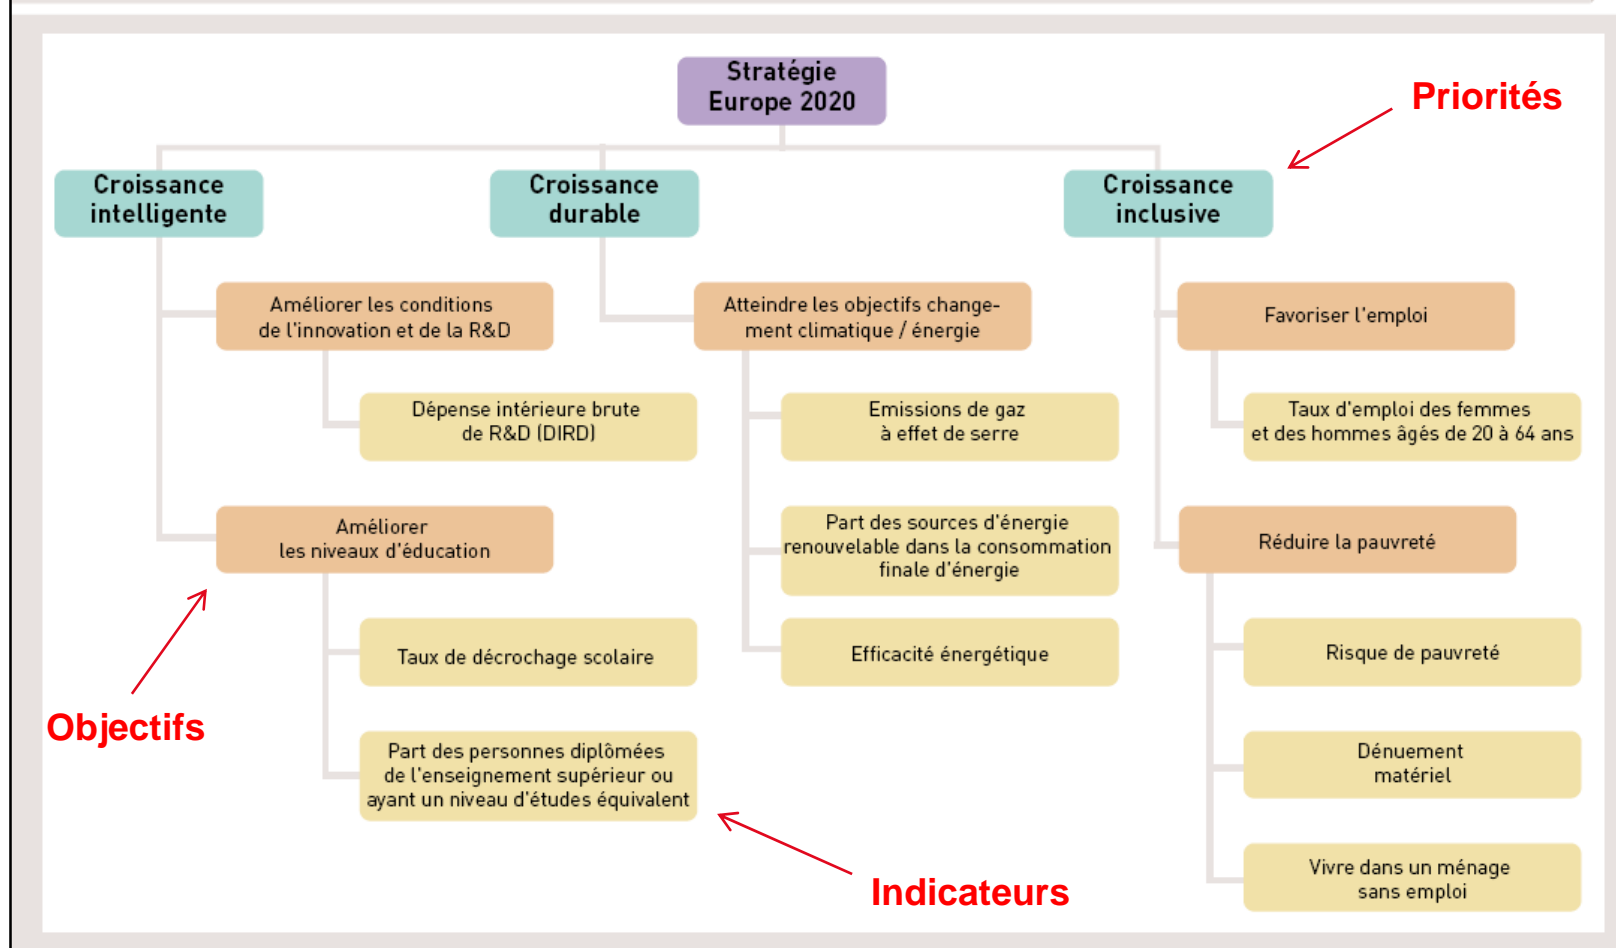 Stratégie
Europe 2020
Priorités
Croissance
intelligente
Croissance
durable
Croissance
inclusive
Améliorer les conditions
de l'innovation et de la R&D
Atteindre les objectifs change-
ment climatique / énergie
Favoriser l'emploi
Dépense intérieure brute
de R&D (DIRD)
Emissions de gaz
à effet de serre
Taux d'emploi des femmes
et des hommes âgés de 20 à 64 ans
Améliorer
les niveaux d'éducation
Part des sources d'énergie
renouvelable dans la consommation
finale d'énergie
Réduire la pauvreté
Taux de décrochage scolaire
Efficacité énergétique
Risque de pauvreté
Objectifs
Part des personnes diplômées
de l'enseignement supérieur ou
ayant un niveau d'études équivalent
Dénuement
matériel
Indicateurs
Vivre dans un ménage
sans emploi